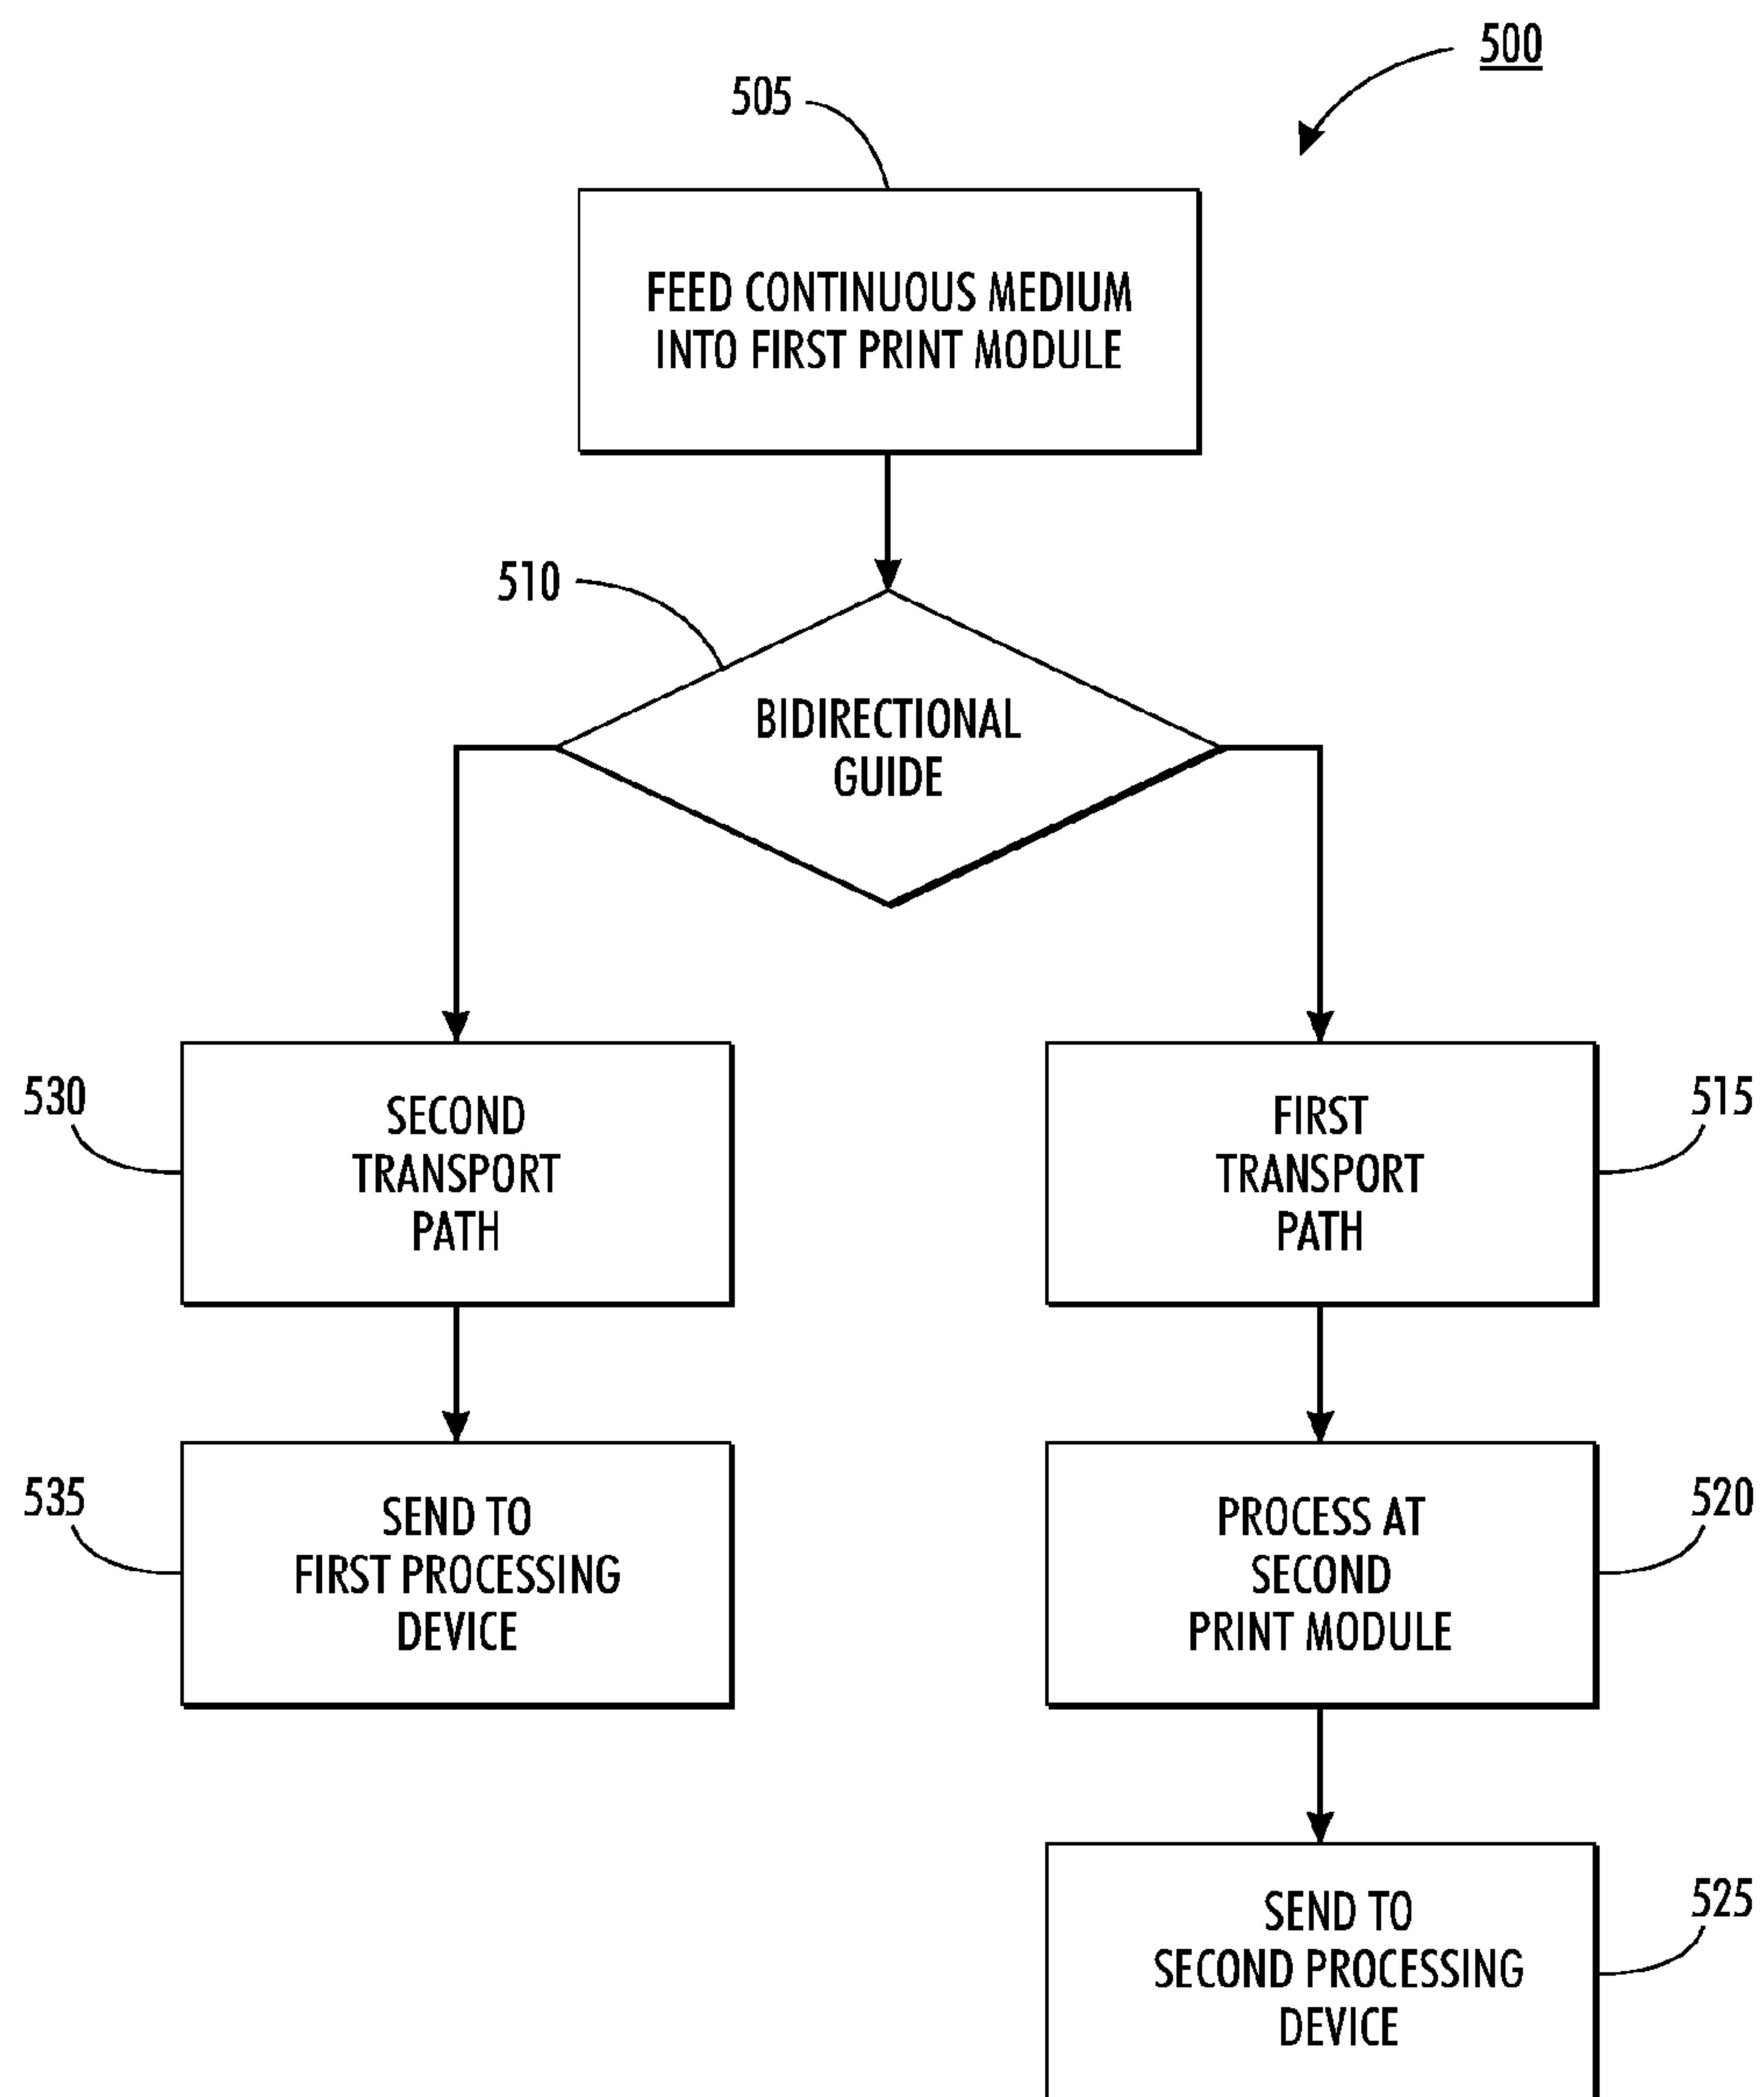 500
505
FEED CONTINUOUS MEDIUM
INTO FIRST PRINT MODULE
510
BIDIRECTIONAL
GUIDE
530
SECOND
TRANSPORT
PATH
FIRST
TRANSPORT
PATH
515
535
SEND TO
FIRST PROCESSING
DEVICE
PROCESS AT
SECOND
PRINT MODULE
520
SEND TO
SECOND PROCESSING
DEVICE
525